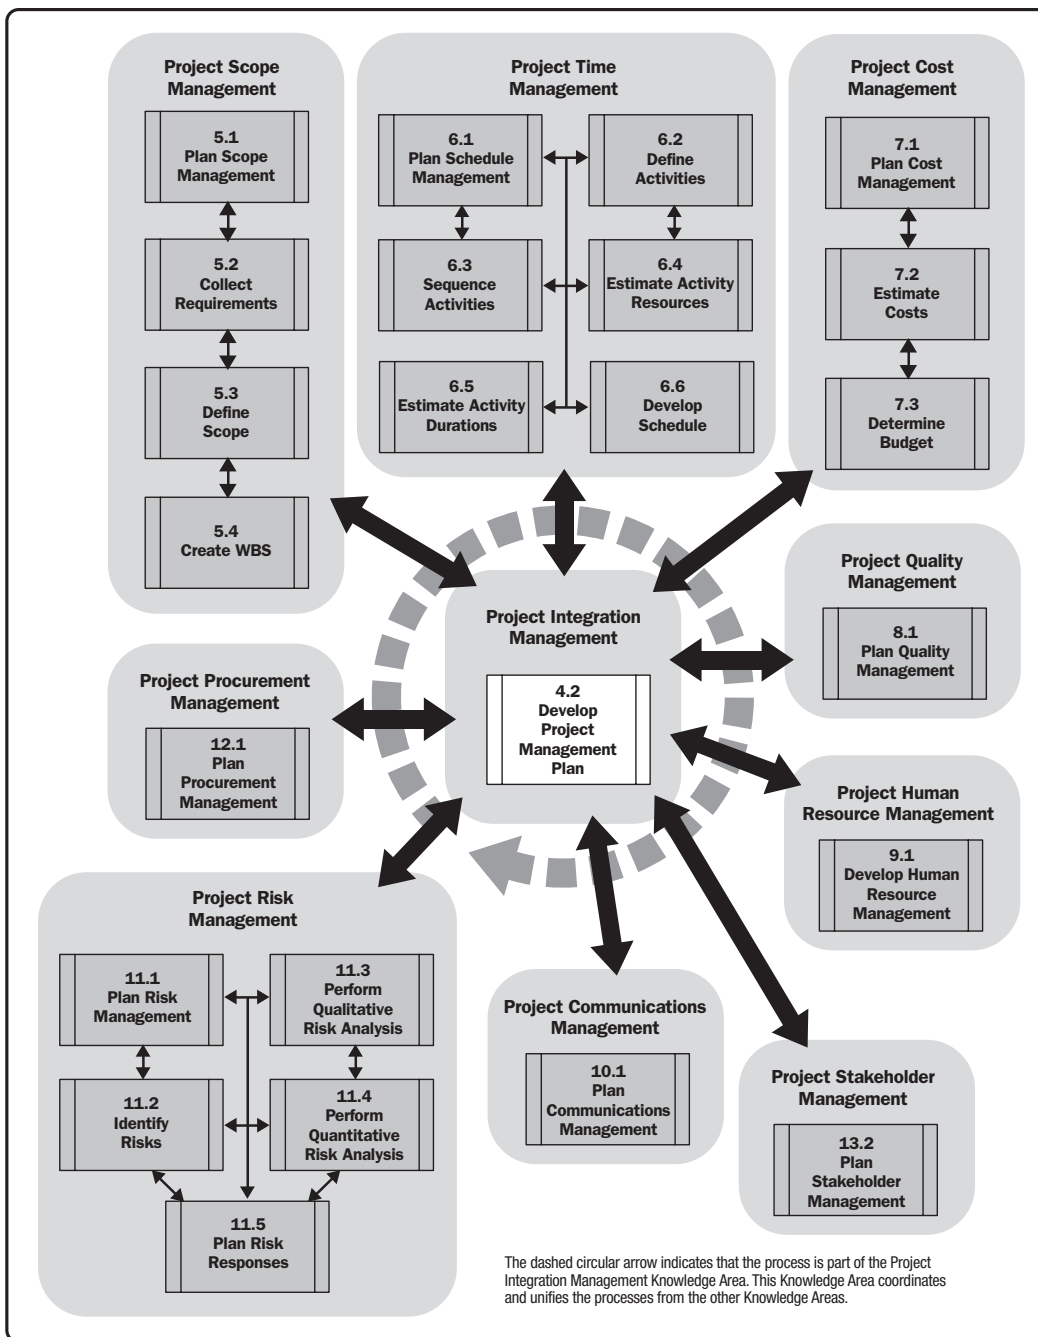 Project Scope
Management
5.1
Plan Scope
Management
5.2
Collect
Requirements
5.3
Define
Scope
5.4
Create WBS
Project Time
Management
6.1
Plan Schedule
Management
6.2
Define
Activities
6.3
Sequence
Activities
6.4
Estimate Activity
Resources
6.5
Estimate Activity
Durations
6.6
Develop
Schedule
Project Cost
Management
7.1
Plan Cost
Management
7.2
Estimate
Costs
7.3
Determine
Budget
Project Integration
Management
4.2
Develop
Project
Management
Plan
Project Quality
Management
8.1
Plan Quality
Management
Project Procurement
Management
12.1
Plan
Procurement
Management
Project Human
Resource Management
9.1
Develop Human
Resource
Management
Project Risk
Management
11.1
Plan Risk
Management
11.3
Perform
Qualitative
Risk Analysis
11.2
Identify
Risks
11.4
Perform
Quantitative
Risk Analysis
11.5
Plan Risk
Responses
Project Communications
Management
10.1
Plan
Communications
Management
Project Stakeholder
Management
13.2
Plan
Stakeholder
Management
The dashed circular arrow indicates that the process is part of the Project
Integration Management Knowledge Area. This Knowledge Area coordinates
and unifies the processes from the other Knowledge Areas.